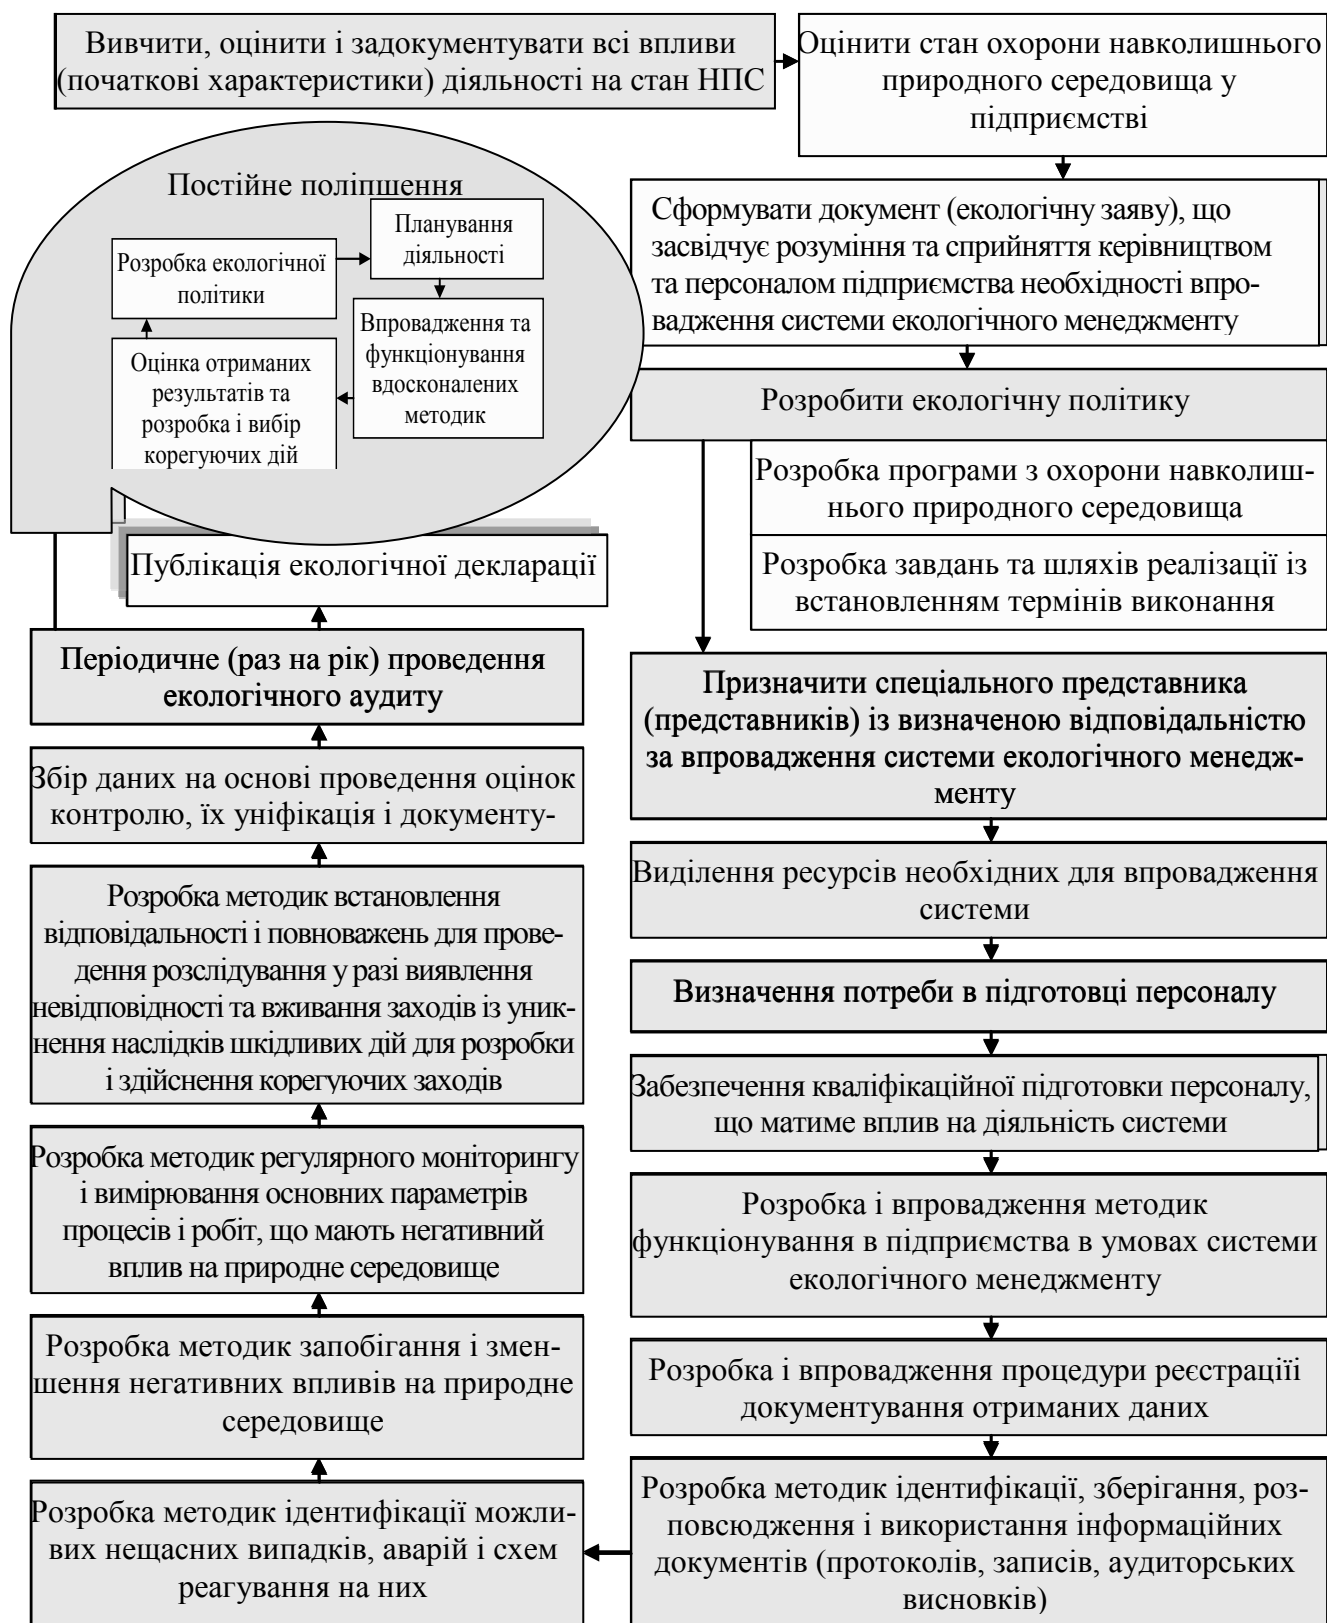 Вивчити, оцінити і задокументувати всі впливи
(початкові характеристики) діяльності на стан НПС
Оцінити стан охорони навколишнього
природного середовища у
підприємстві
Сформувати документ (екологічну заяву), що
засвідчує розуміння та сприйняття керівництвом
та персоналом підприємства необхідності впро-
вадження системи екологічного менеджменту
Розробити екологічну політику
Розробка програми з охорони навколиш-
нього природного середовища
Розробка завдань та шляхів реалізації із
встановленням термінів виконання
Призначити спеціального представника
(представників) із визначеною відповідальністю
за впровадження системи екологічного менедж-
менту
Виділення ресурсів необхідних для впровадження
системи
Визначення потреби в підготовці персоналу
Забезпечення кваліфікаційної підготовки персоналу,
що матиме вплив на діяльність системи
Розробка і впровадження методик
функціонування в підприємства в умовах системи
екологічного менеджменту
Розробка і впровадження процедури реєстраціїі
документування отриманих даних
Розробка методик ідентифікації, зберігання, роз-
повсюдження і використання інформаційних
документів (протоколів, записів, аудиторських
висновків)
Розробка методик ідентифікації можли-
вих нещасних випадків, аварій і схем
реагування на них
Розробка методик запобігання і змен-
шення негативних впливів на природне
середовище
Розробка методик регулярного моніторингу
і вимірювання основних параметрів
процесів і робіт, що мають негативний
вплив на природне середовище
Розробка методик встановлення
відповідальності і повноважень для прове-
дення розслідування у разі виявлення
невідповідності та вживання заходів із уник-
нення наслідків шкідливих дій для розробки
і здійснення корегуючих заходів
Збір даних на основі проведення оцінок
контролю, їх уніфікація і документу-
Періодичне (раз на рік) проведення
екологічного аудиту
Публікація екологічної декларації
Постійне поліпшення
Розробка екологічної
політики
Планування
діяльності
Впровадження та
функціонування
вдосконалених
методик
Оцінка отриманих
результатів та
розробка і вибір
корегуючих дій